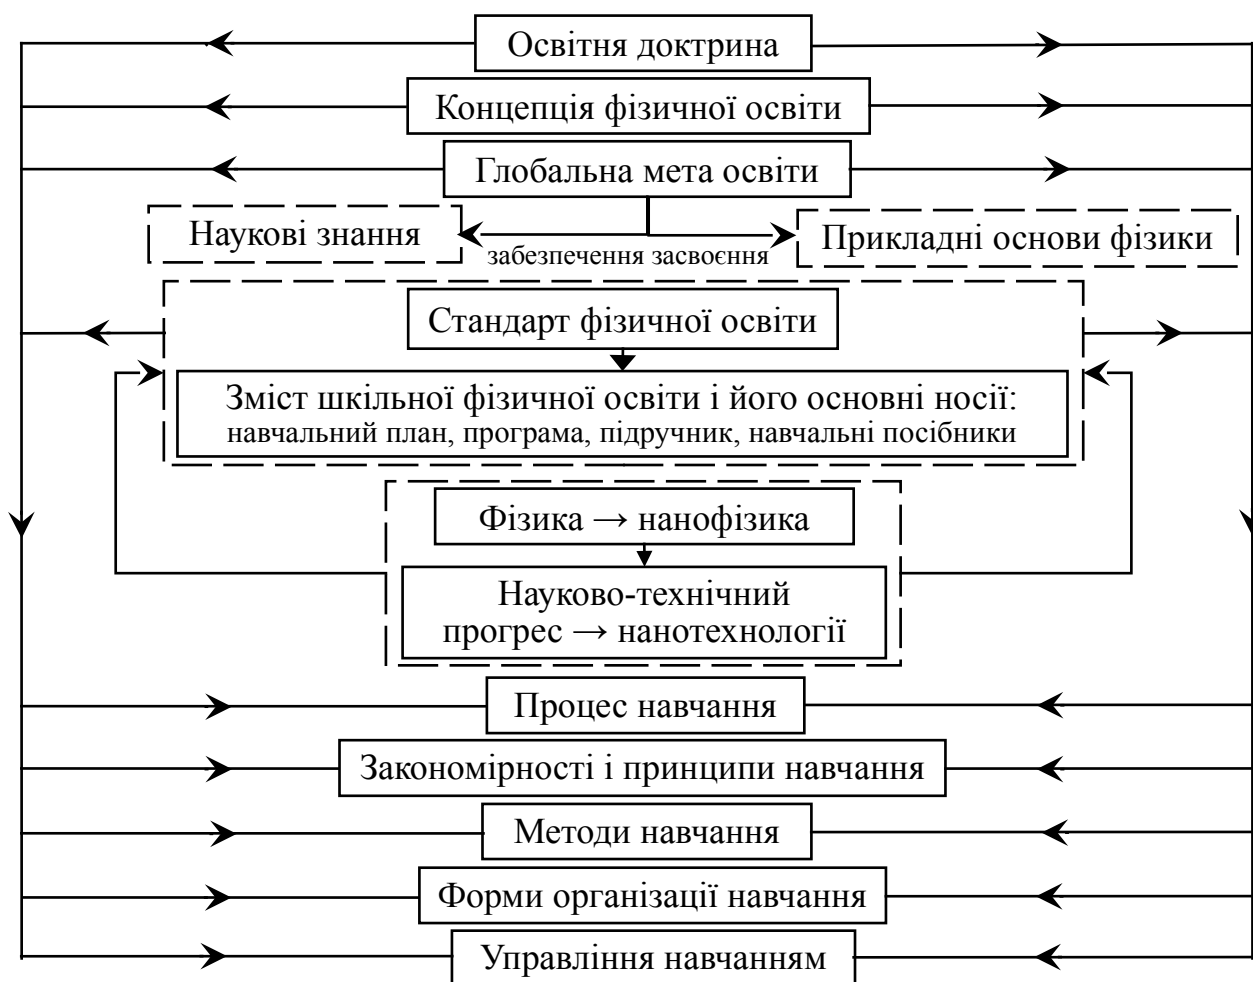 Освітня доктрина
Концепція фізичної освіти
Глобальна мета освіти
Наукові знання
забезпечення засвоєння
Прикладні основи фізики
Стандарт фізичної освіти
Зміст шкільної фізичної освіти і його основні носії:
навчальний план, програма, підручник, навчальні посібники
Фізика → нанофізика
Науково-технічний
прогрес → нанотехнології
Процес навчання
Закономірності і принципи навчання
Методи навчання
Форми організації навчання
Управління навчанням